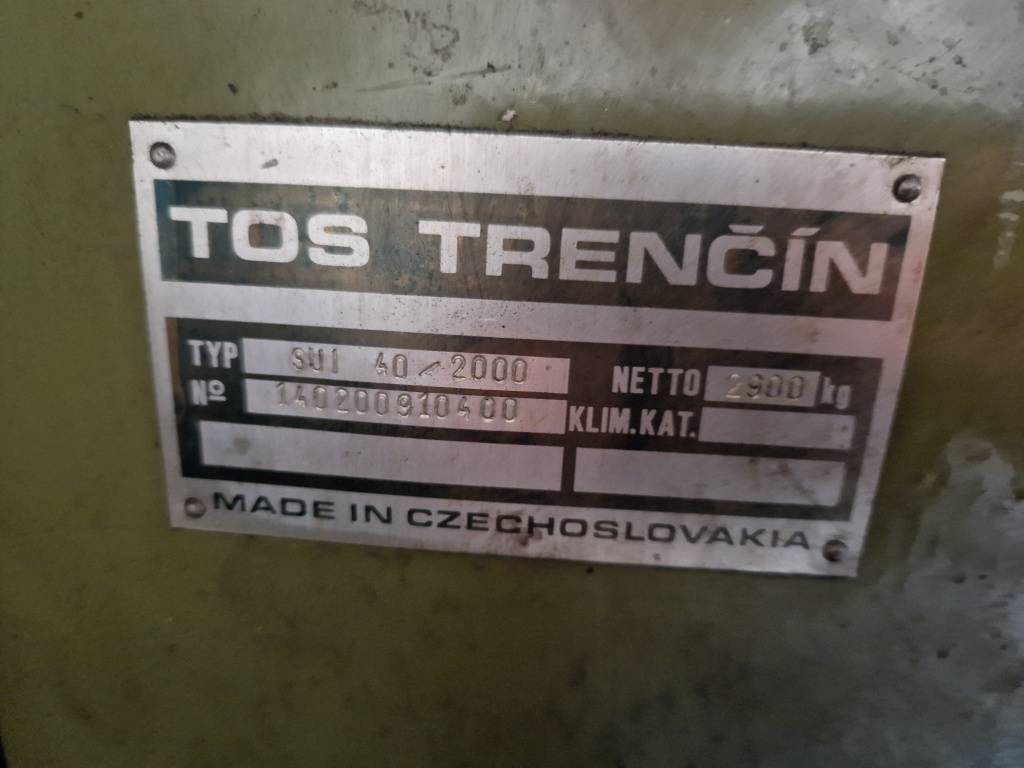 TOS TRENČÍN
TYP SUI 40/2000
Nº 140200910400
NETTO 2900 kg
KLIM.KAT.
MADE IN CZECHOSLOVAKIA